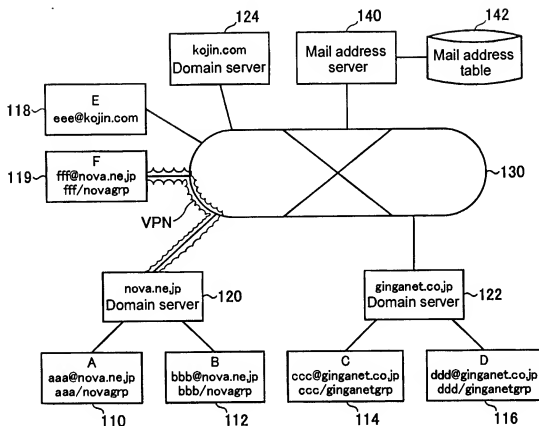 124
kojin.com
Domain server
140
Mail address
server
142
Mail address
table
118
E
eee@kojin.com
119
F
fff@nova.ne.jp
fff/novagrp
VPN
130
nova.ne.jp
Domain server
120
ginganet.co.jp
Domain server
122
A
aaa@nova.ne.jp
aaa/novagrp
110
B
bbb@nova.ne.jp
bbb/novagrp
112
C
ccc@ginganet.co.jp
ccc/ginganetgrp
114
D
ddd@ginganet.co.jp
ddd/ginganetgrp
116